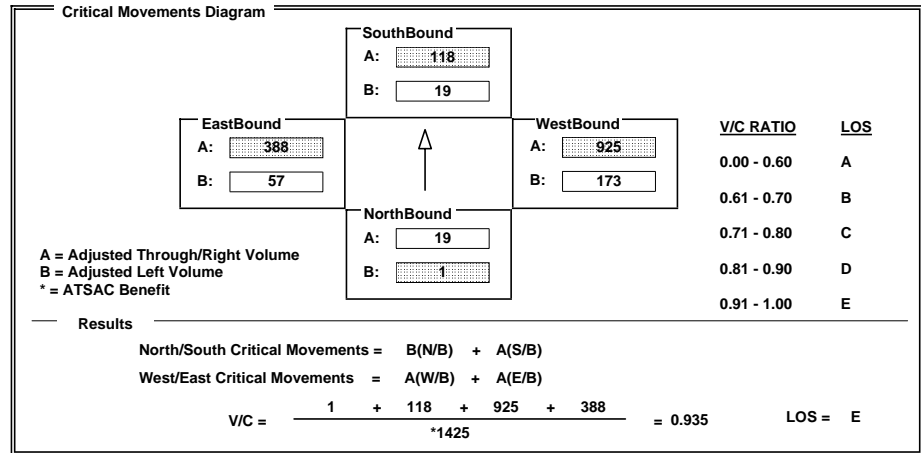 Critical Movements Diagram
SouthBound
A: 118
B: 19
EastBound
A: 388
B: 57
WestBound
A: 925
B: 173
NorthBound
A: 19
B: 1
A = Adjusted Through/Right Volume
B = Adjusted Left Volume
* = ATSAC Benefit
V/C RATIO LOS
0.00 - 0.60 A
0.61 - 0.70 B
0.71 - 0.80 C
0.81 - 0.90 D
0.91 - 1.00 E
Results
North/South Critical Movements = B(N/B) + A(S/B)
West/East Critical Movements = A(W/B) + A(E/B)
V/C = 1 + 118 + 925 + 388 = 0.935 LOS = E
*1425